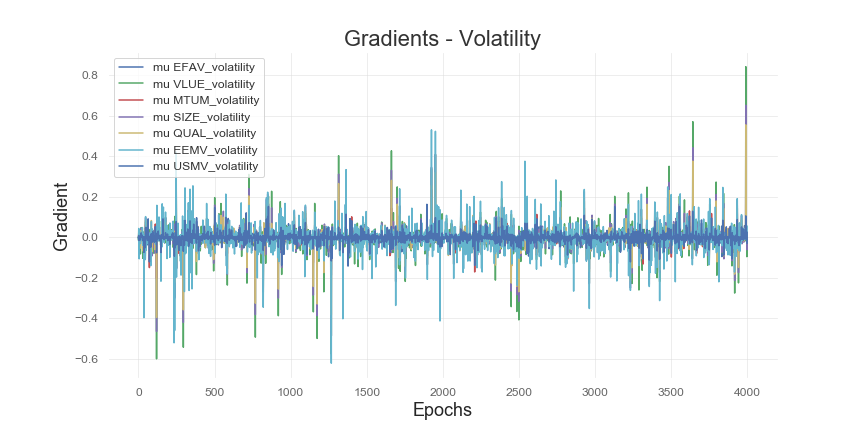 Gradients - Volatility
mu EFAV_volatility
mu VLUE_volatility
mu MTUM_volatility
mu SIZE_volatility
mu QUAL_volatility
mu EEMV_volatility
mu USMV_volatility
Gradient
0.8
0.6
0.4
0.2
0.0
−0.2
−0.4
−0.6
0
500
1000
1500
2000
2500
3000
3500
4000
Epochs